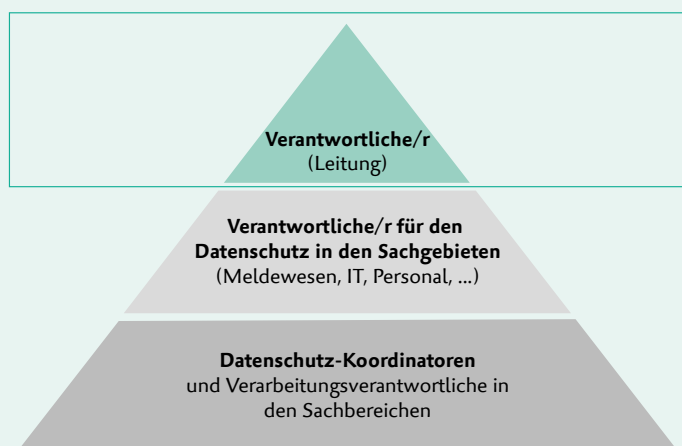 Verantwortliche/r
(Leitung)
Verantwortliche/r für den
Datenschutz in den Sachgebieten
(Meldewesen, IT, Personal, ...)
Datenschutz-Koordinatoren
und Verarbeitungsverantwortliche in
den Sachbereichen